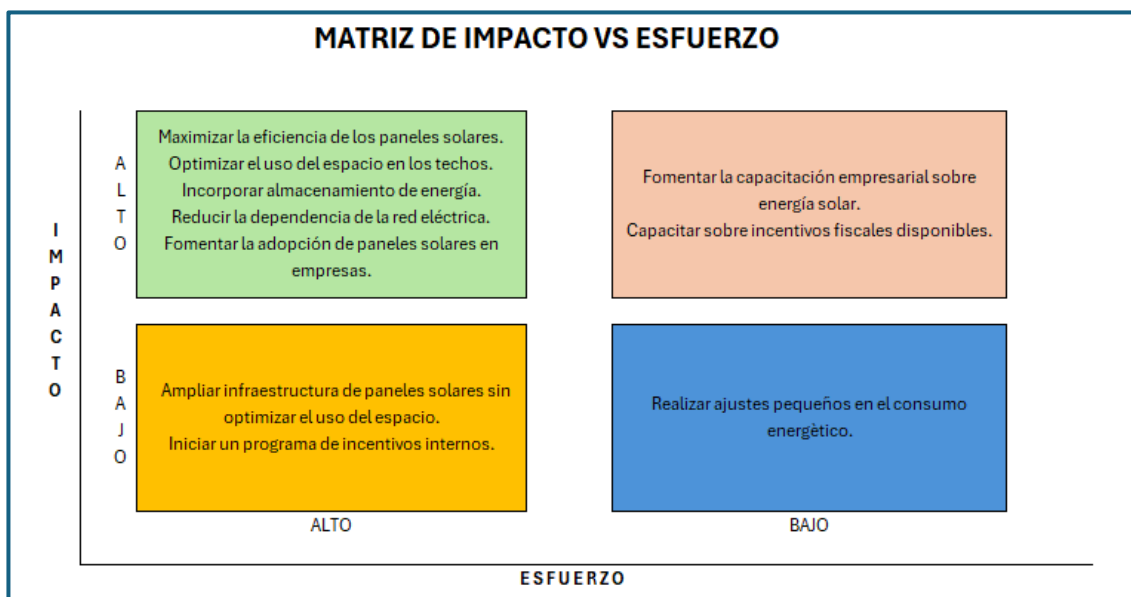 MATRIZ DE IMPACTO VS ESFUERZO
IMPACTO
ALTO
Maximizar la eficiencia de los paneles solares.
Optimizar el uso del espacio en los techos.
Incorporar almacenamiento de energía.
Reducir la dependencia de la red eléctrica.
Fomentar la adopción de paneles solares en
empresas.
Fomentar la capacitación empresarial sobre
energía solar.
Capacitar sobre incentivos fiscales disponibles.
BAJO
Ampliar infraestructura de paneles solares sin
optimizar el uso del espacio.
Iniciar un programa de incentivos internos.
Realizar ajustes pequeños en el consumo
energètico.
ALTO
BAJO
ESFUERZO